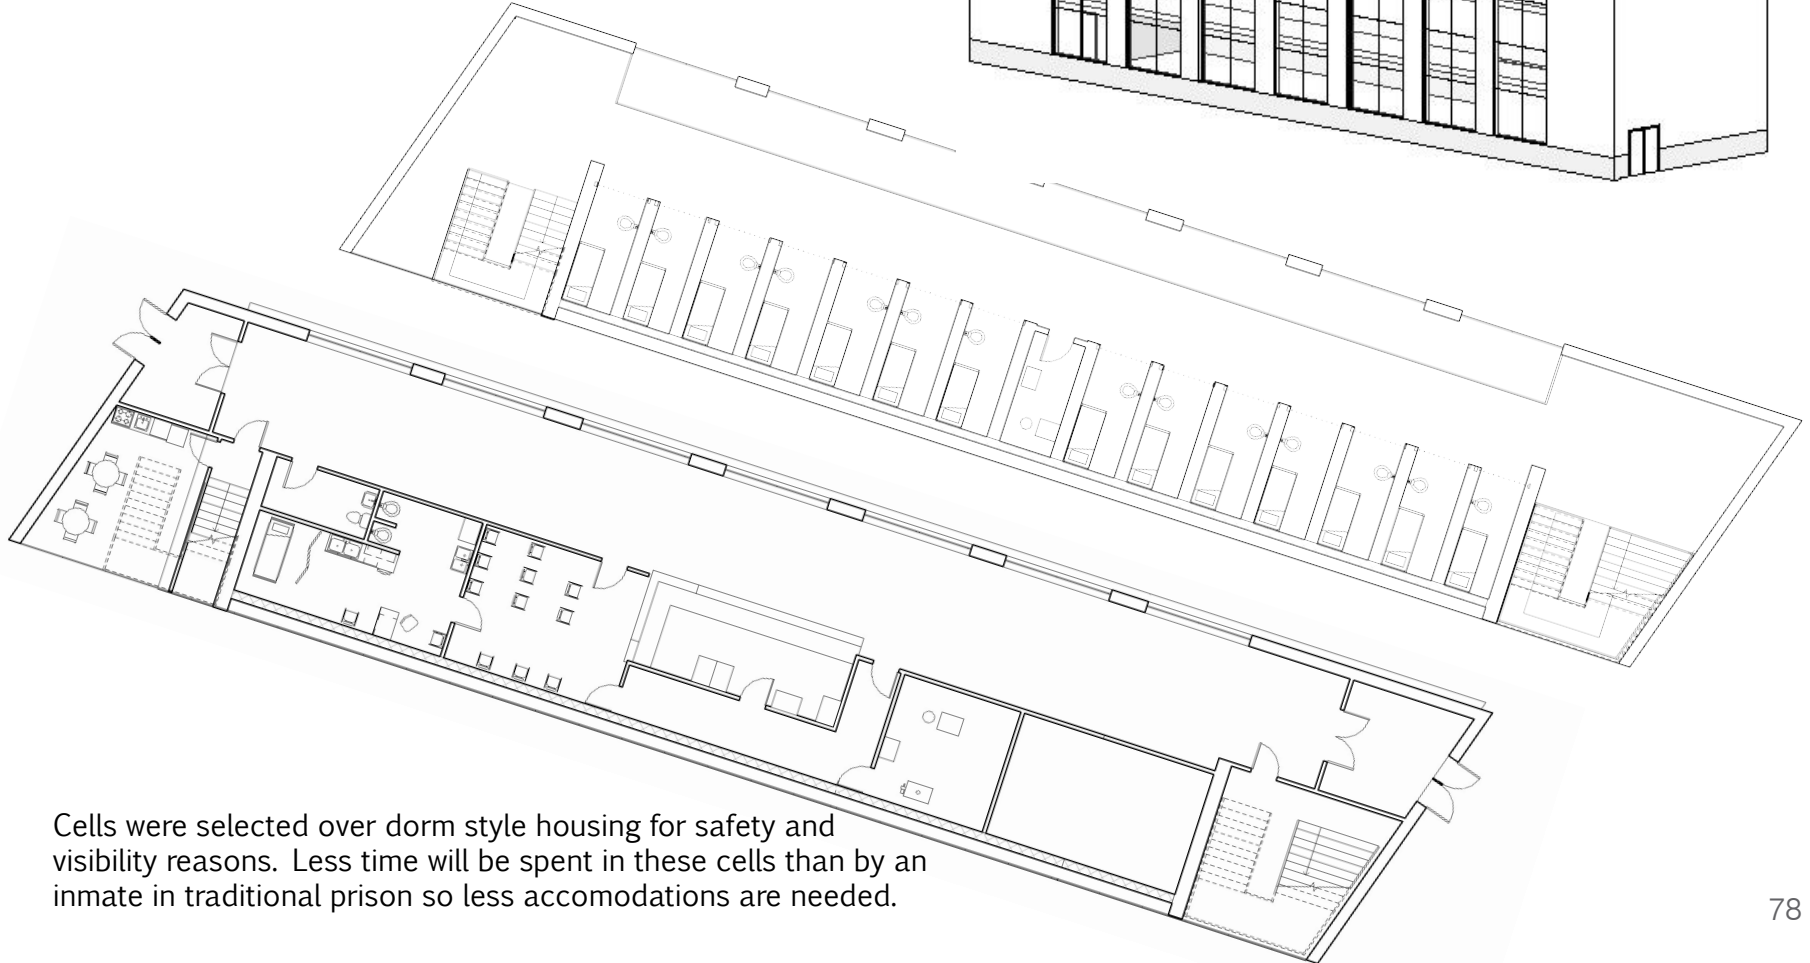 Cells were selected over dorm style housing for safety and
visibility reasons. Less time will be spent in these cells than by an
inmate in traditional prison so less accomodations are needed.
78